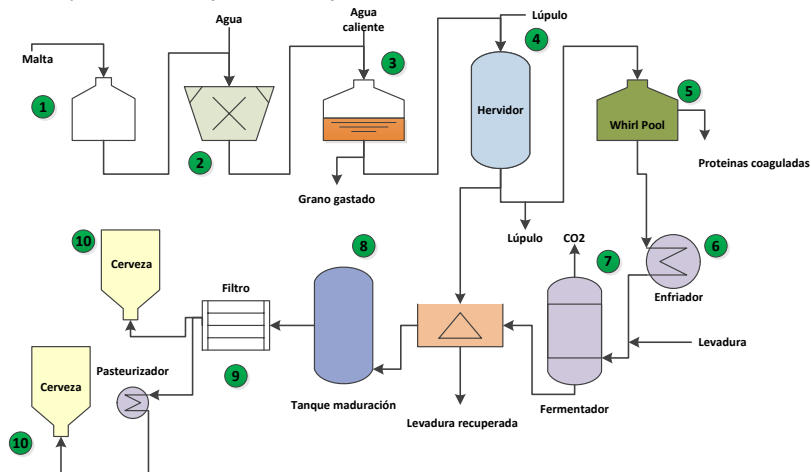 Agua
Agua
caliente
Lúpulo
Malta
1
2
3
4
5
Hervidor
Whirl Pool
Proteinas coaguladas
Grano gastado
Lúpulo
10
Cerveza
8
CO2
7
6
Filtro
Enfriador
Levadura
Pasteurizador
9
Cerveza
Tanque maduración
Levadura recuperada
Fermentador
10